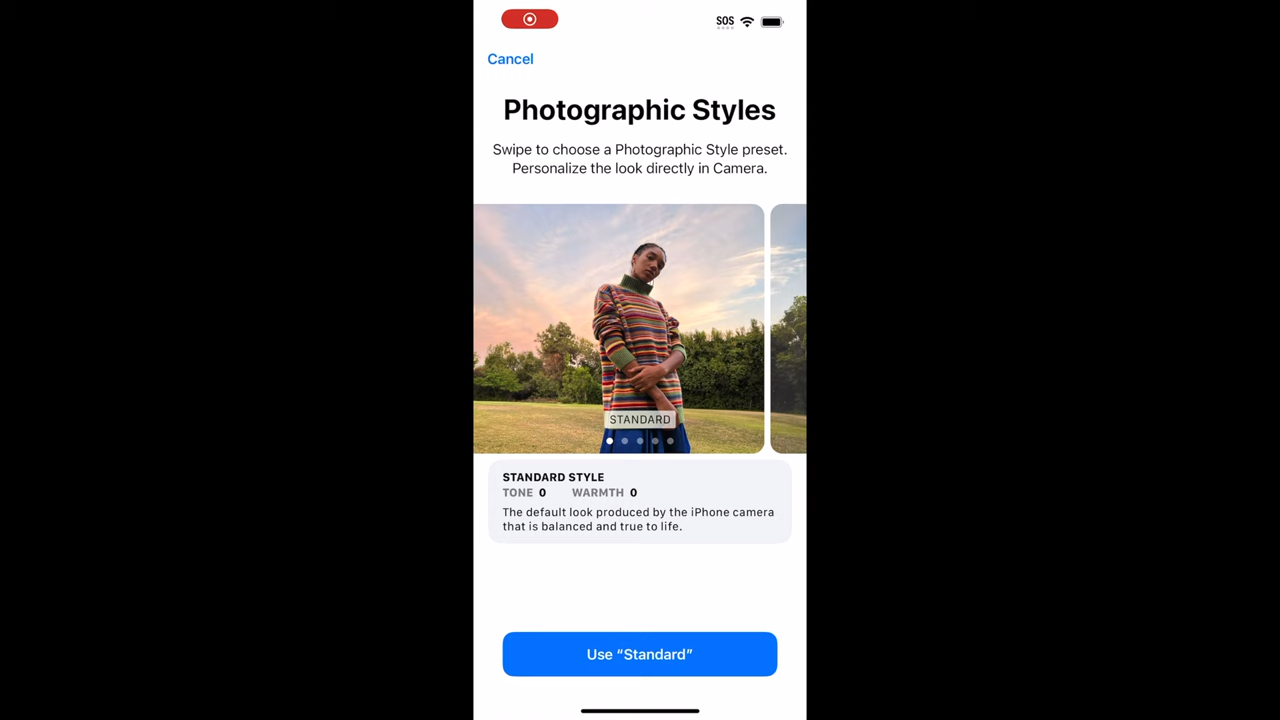 SOS
Cancel
Photographic Styles
Swipe to choose a Photographic Style preset.
Personalize the look directly in Camera.
STANDARD
STANDARD STYLE
TONE 0 WARMTH 0
The default look produced by the iPhone camera
that is balanced and true to life.
Use “Standard”